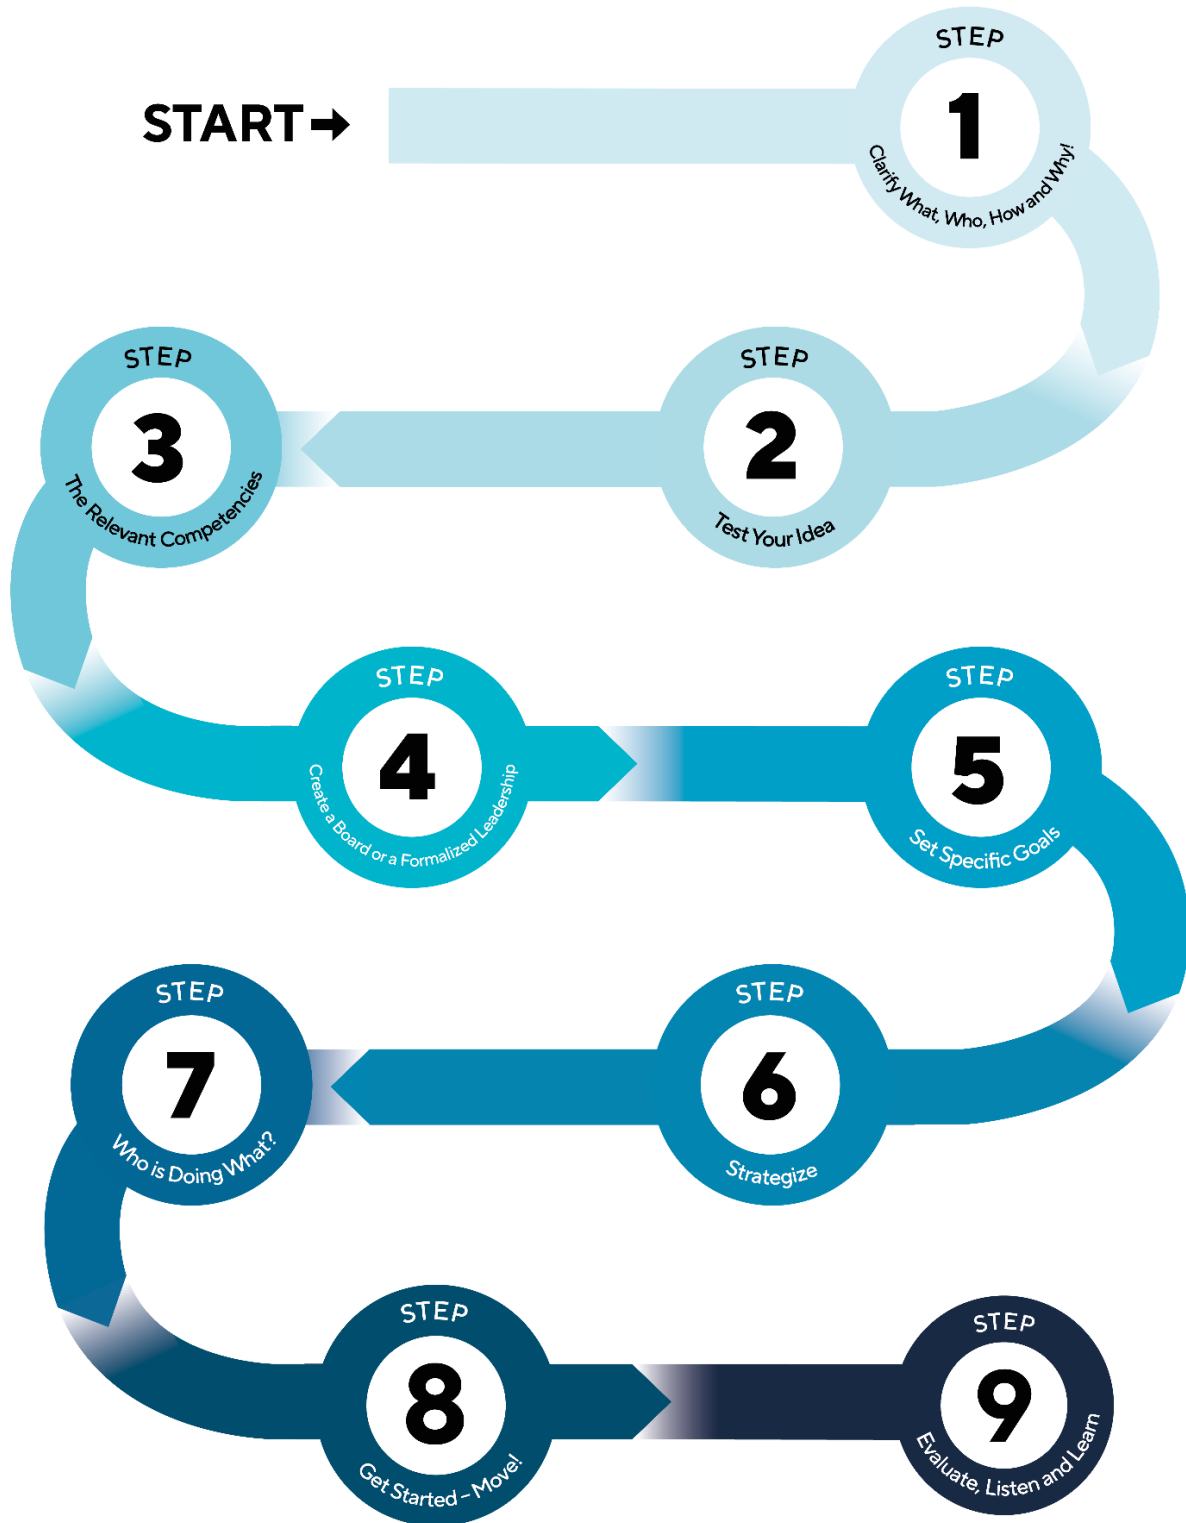 START
STEP
1
Clarify What, Who, How and Why!
STEP
2
Test Your Idea
STEP
3
The Relevant Competencies
STEP
4
Create a Board or a Formalized Leadership
STEP
5
Set Specific Goals
STEP
6
Strategize
STEP
7
Who is Doing What?
STEP
8
Get Started – Move!
STEP
9
Evaluate, Listen and Learn